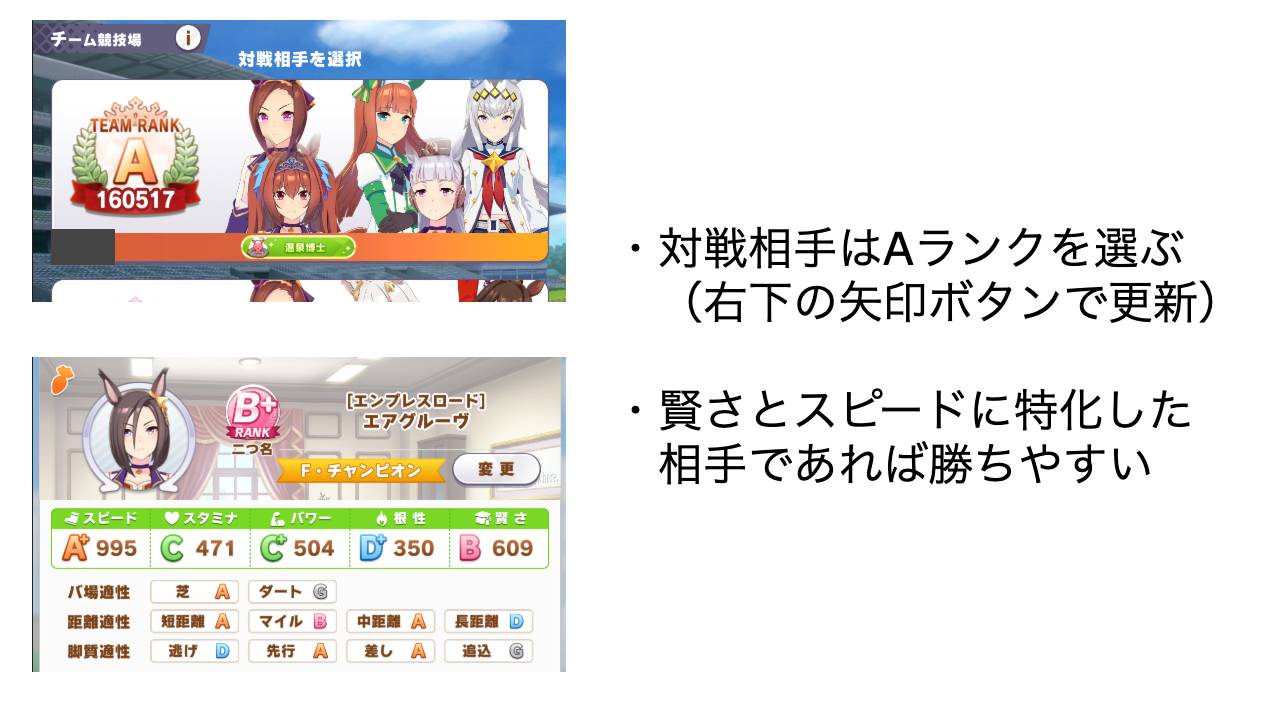 チーム競技場
i
対戦相手を選択
TEAM RANK
A
160517
温泉博士
・対戦相手はAランクを選ぶ
（右下の矢印ボタンで更新）
・賢さとスピードに特化した
相手であれば勝ちやすい
B+
RANK
二つ名
[エンプレスロード]
エアグルーヴ
F・チャンピオン
変更
スピード スタミナ パワー 根性 賢さ
A+ 995 C 471 C+ 504 D+ 350 B 609
バ場適性 芝 A ダート G
距離適性 短距離 A マイル B 中距離 A 長距離 D
脚質適性 逃げ D 先行 A 差し A 追込 G